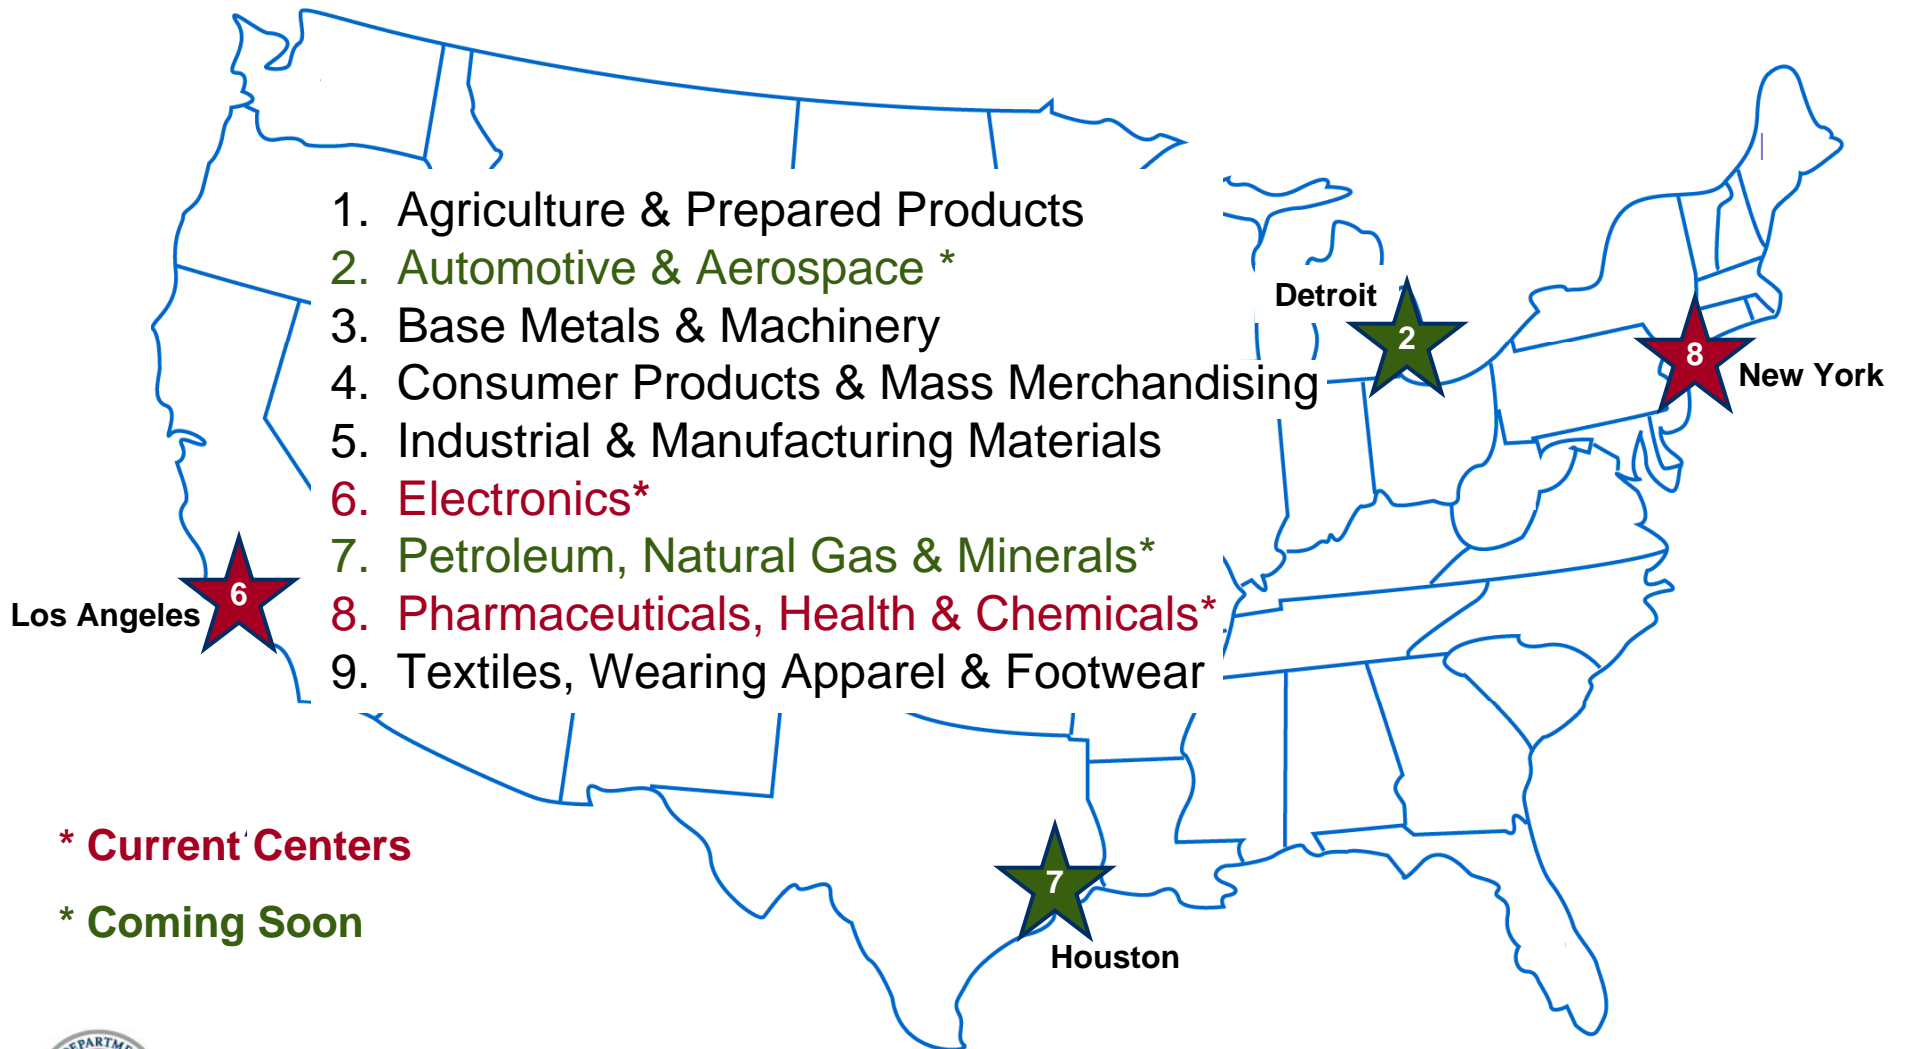 1. Agriculture & Prepared Products
2. Automotive & Aerospace *
3. Base Metals & Machinery
4. Consumer Products & Mass Merchandising
5. Industrial & Manufacturing Materials
6. Electronics*
7. Petroleum, Natural Gas & Minerals*
8. Pharmaceuticals, Health & Chemicals*
9. Textiles, Wearing Apparel & Footwear
Detroit
2
8
New York
6
Los Angeles
7
Houston
* Current Centers
* Coming Soon